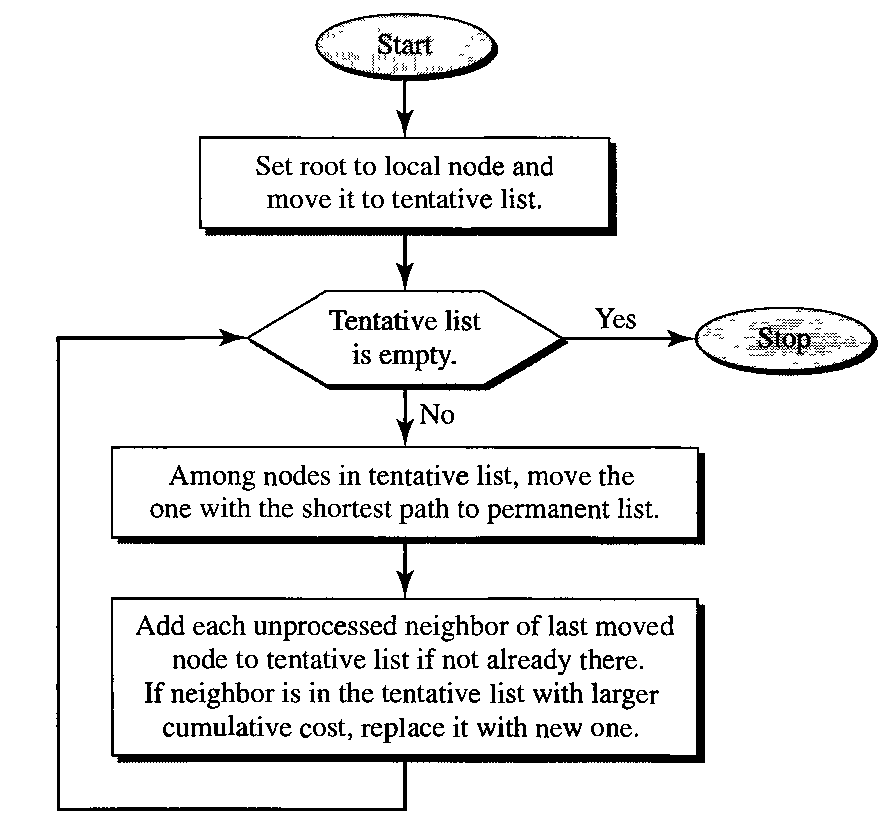 Start
Set root to local node and
move it to tentative list.
Tentative list
is empty.
Yes
Stop
No
Among nodes in tentative list, move the
one with the shortest path to permanent list.
Add each unprocessed neighbor of last moved
node to tentative list if not already there.
If neighbor is in the tentative list with larger
cumulative cost, replace it with new one.